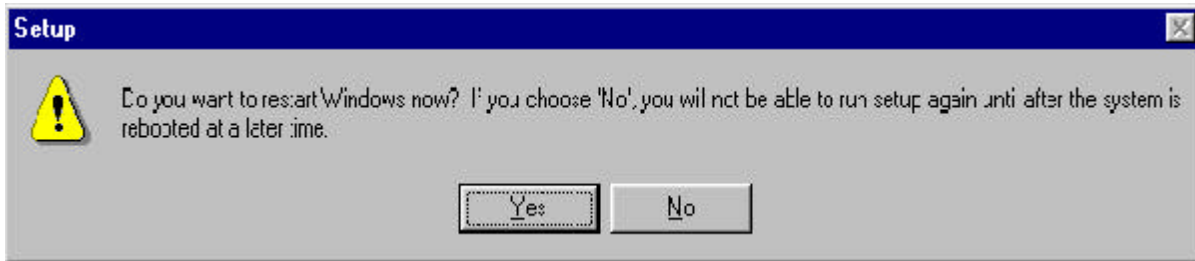 Setup
Do you want to restart Windows now? If you choose 'No', you will not be able to run setup again until after the system is
rebooted at a later time.
Yes
No